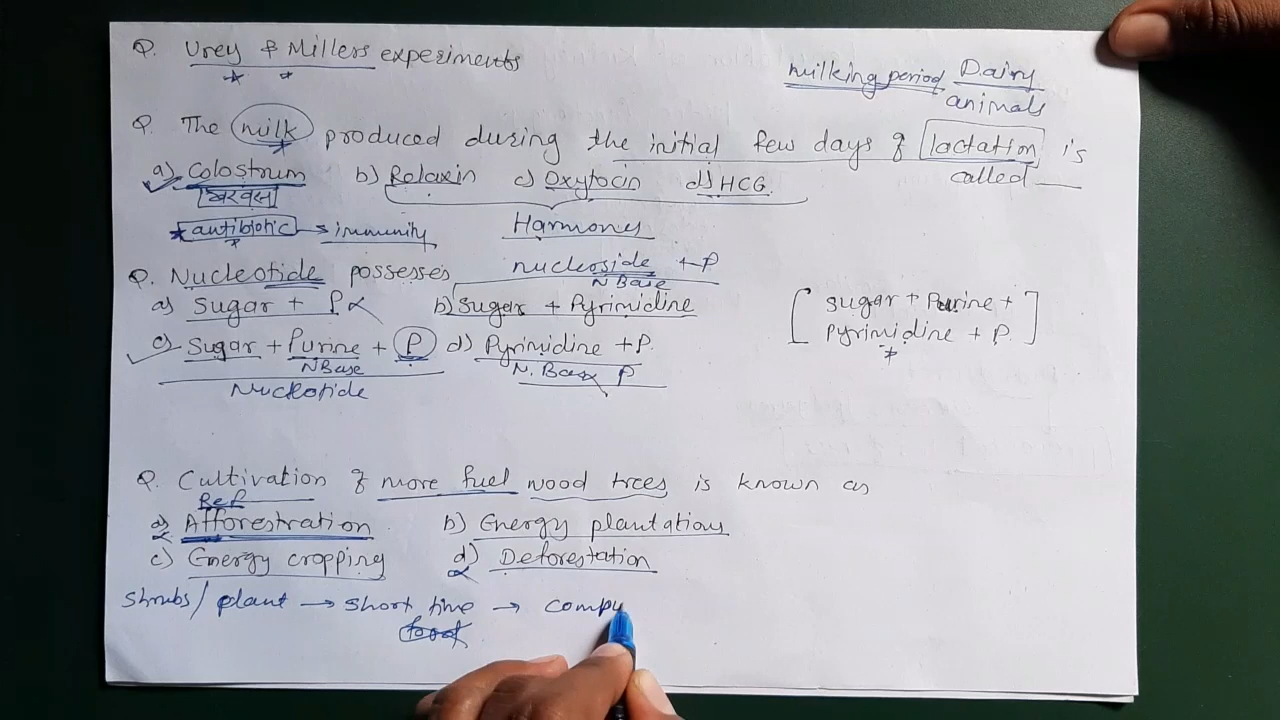 Q. Urey & Millers experiments
milking period Dairy
animals
Q. The milk produced during the initial few days of lactation is
called ___
a) Colostrum b) Relaxin c) Oxytocin d) HCG
खरवस
antibiotic → immunity Harmones
nucleoside + P
N Base
Q. Nucleotide possesses
a) Sugar + P b) Sugar + Pyrimidine
[ Sugar + Purine +
Pyrimidine + P. ]
c) Sugar + Purine + P d) Pyrimidine + P.
N Base N. Base P
Nucleotide
Q. Cultivation of more fuel wood trees is known as
Ref
a) Afforestration b) Energy plantations
c) Energy cropping d) Deforestation
Shrubs / plant → short time → compu